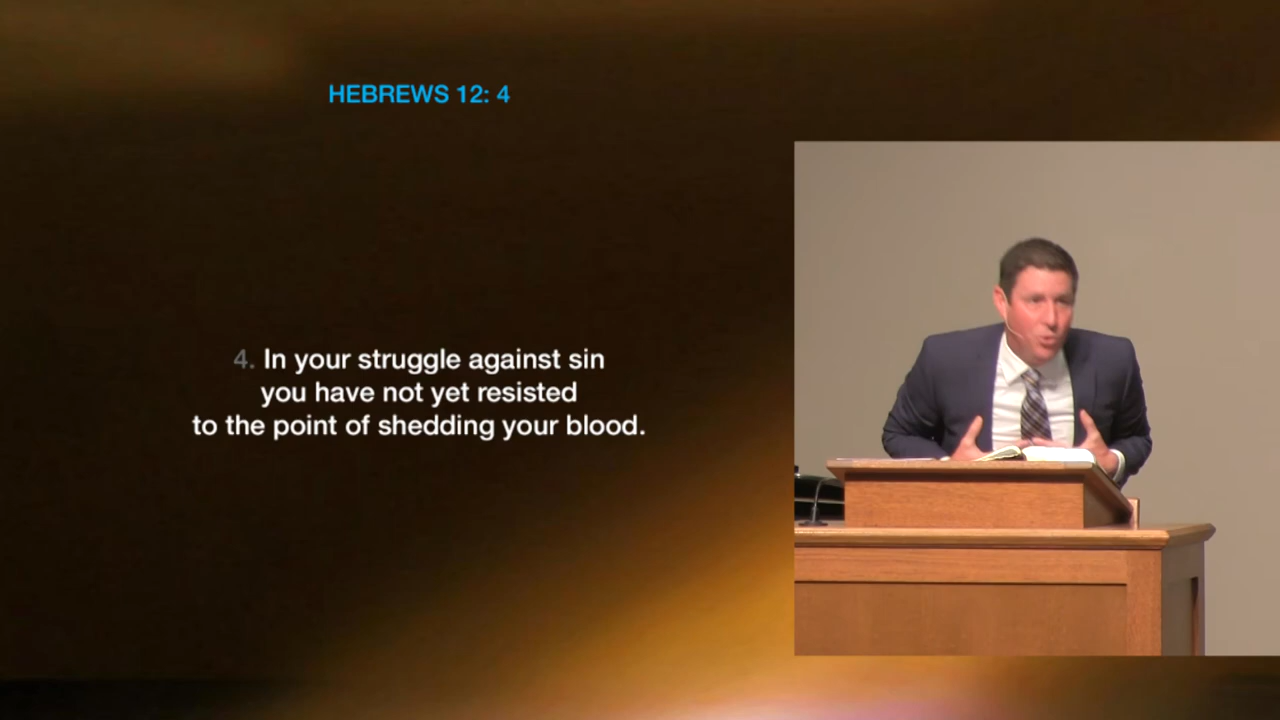 HEBREWS 12: 4
4. In your struggle against sin
you have not yet resisted
to the point of shedding your blood.